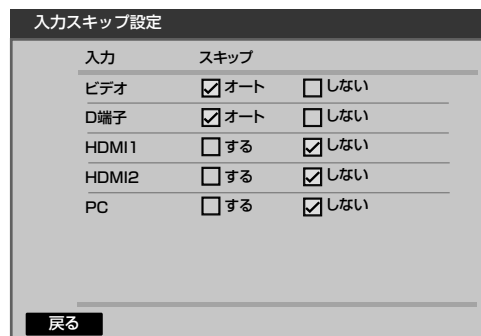 入力スキップ設定
入力 スキップ
ビデオ オート しない
D端子 オート しない
HDMI1 する しない
HDMI2 する しない
PC する しない
戻る